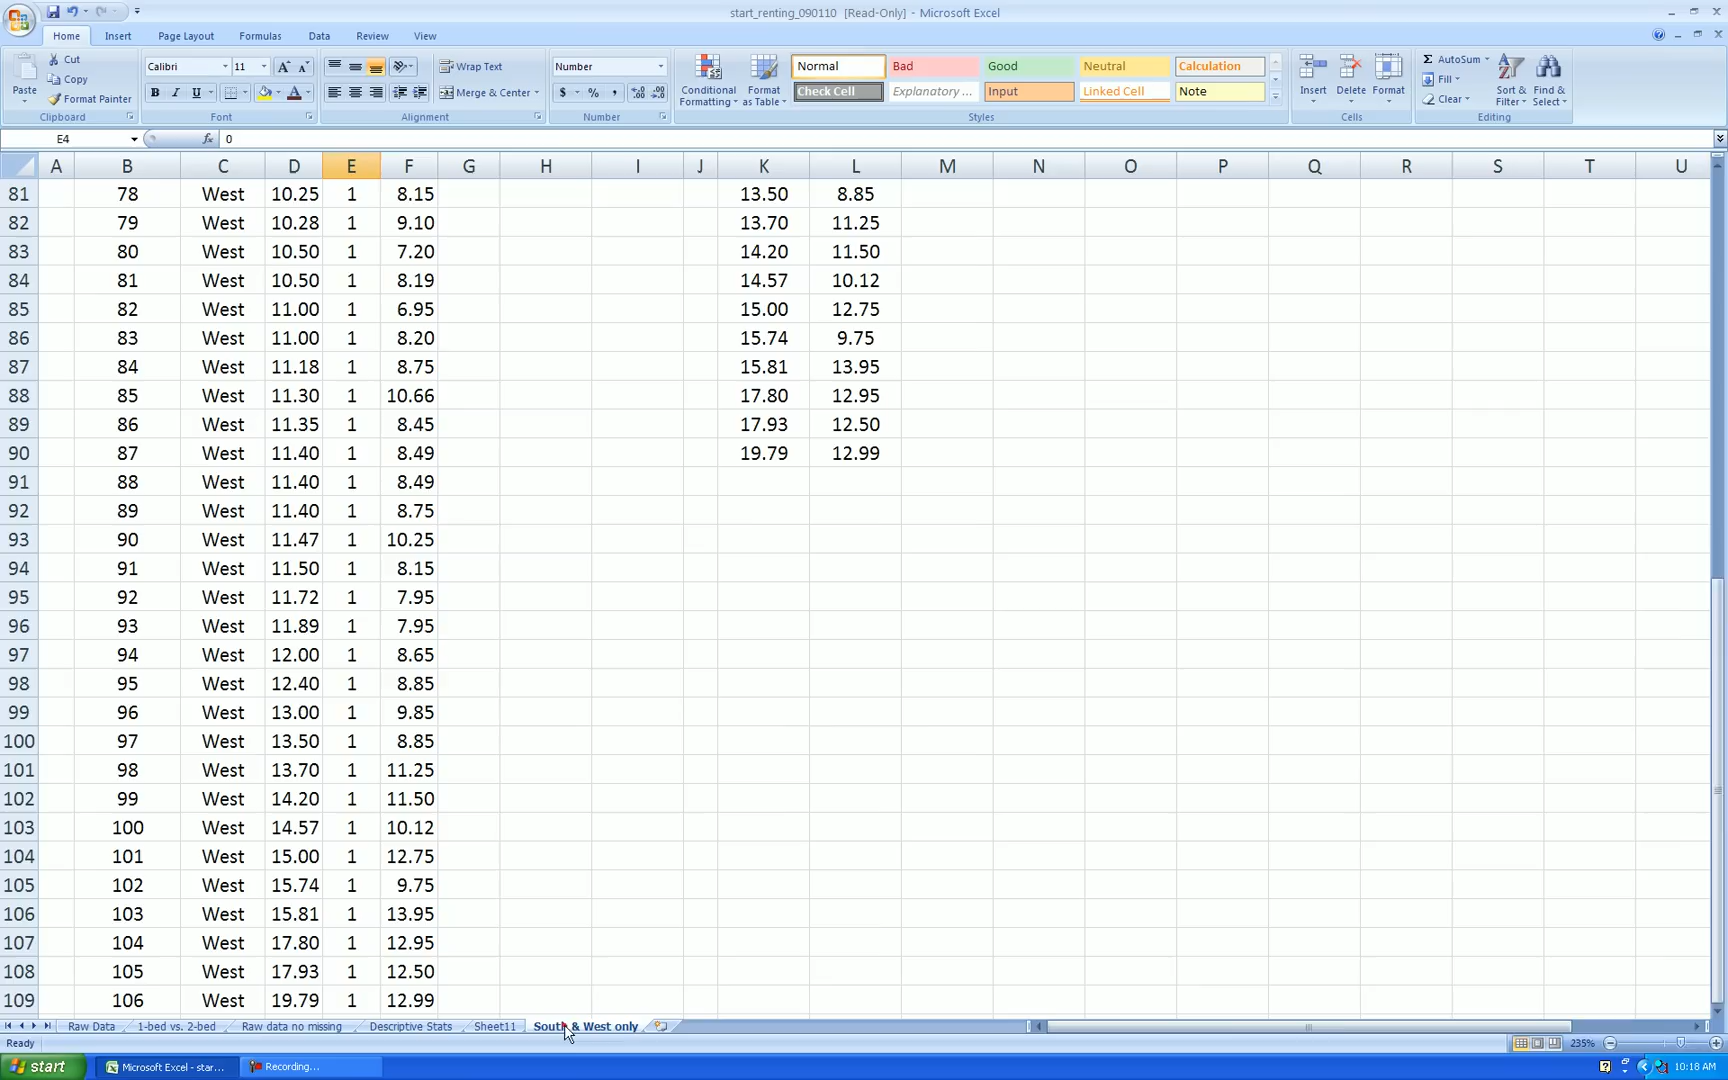 start_renting_090110 [Read-Only] - Microsoft Excel
Home Insert Page Layout Formulas Data Review View
Paste Cut Copy Format Painter Clipboard
Calibri 11 B I U A Font
Wrap Text Merge & Center Alignment
Number $ % , Number
Conditional Formatting Format as Table
Normal Bad Good Neutral Calculation
Check Cell Explanatory ... Input Linked Cell Note
Styles
Insert Delete Format Cells
AutoSum Fill Clear Sort & Filter Find & Select Editing
E4 fx 0
A B C D E F G H I J K L M N O P Q R S T U
81 78 West 10.25 1 8.15 13.50 8.85
82 79 West 10.28 1 9.10 13.70 11.25
83 80 West 10.50 1 7.20 14.20 11.50
84 81 West 10.50 1 8.19 14.57 10.12
85 82 West 11.00 1 6.95 15.00 12.75
86 83 West 11.00 1 8.20 15.74 9.75
87 84 West 11.18 1 8.75 15.81 13.95
88 85 West 11.30 1 10.66 17.80 12.95
89 86 West 11.35 1 8.45 17.93 12.50
90 87 West 11.40 1 8.49 19.79 12.99
91 88 West 11.40 1 8.49
92 89 West 11.40 1 8.75
93 90 West 11.47 1 10.25
94 91 West 11.50 1 8.15
95 92 West 11.72 1 7.95
96 93 West 11.89 1 7.95
97 94 West 12.00 1 8.65
98 95 West 12.40 1 8.85
99 96 West 13.00 1 9.85
100 97 West 13.50 1 8.85
101 98 West 13.70 1 11.25
102 99 West 14.20 1 11.50
103 100 West 14.57 1 10.12
104 101 West 15.00 1 12.75
105 102 West 15.74 1 9.75
106 103 West 15.81 1 13.95
107 104 West 17.80 1 12.95
108 105 West 17.93 1 12.50
109 106 West 19.79 1 12.99
Raw Data 1-bed vs. 2-bed Raw data no missing Descriptive Stats Sheet11 South & West only
Ready 235%
start Microsoft Excel - star... Recording... 10:18 AM